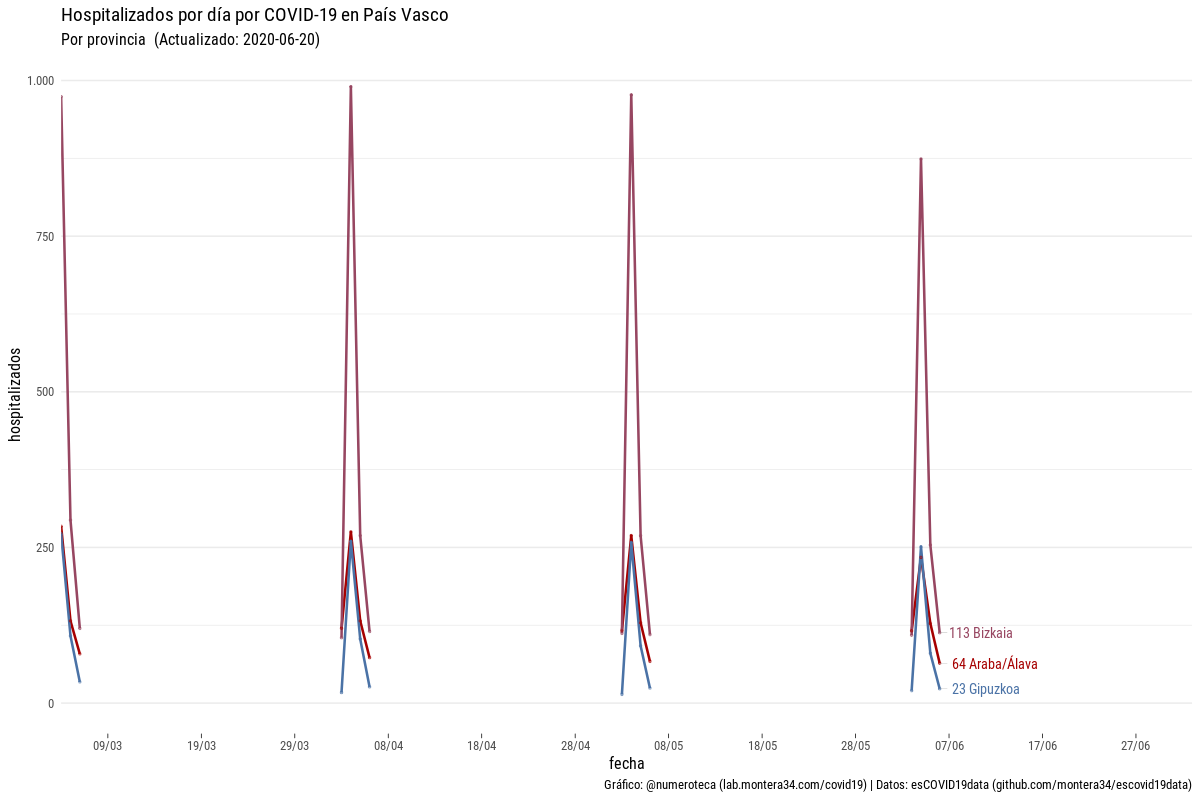 Hospitalizados por día por COVID-19 en País Vasco
Por provincia  (Actualizado: 2020-06-20)
1.000
750
500
250
0
hospitalizados
113 Bizkaia
64 Araba/Álava
23 Gipuzkoa
09/03 19/03 29/03 08/04 18/04 28/04 08/05 18/05 28/05 07/06 17/06 27/06
fecha
Gráfico: @numeroteca (lab.montera34.com/covid19) | Datos: esCOVID19data (github.com/montera34/escovid19data)